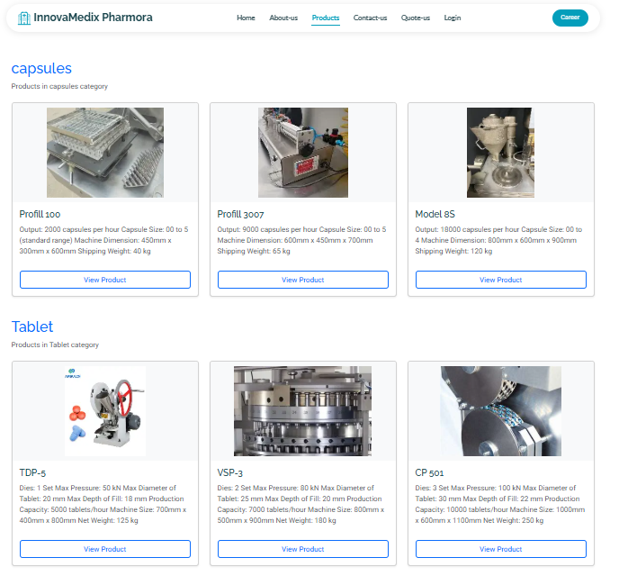 InnovaMedix Pharmora
Home About-us Products Contact-us Quote-us Login Career
capsules
Products in capsules category
Profill 100
Output: 2000 capsules per hour Capsule Size: 00 to 5
(standard range) Machine Dimension: 450mm x
300mm x 600mm Shipping Weight: 40 kg
View Product
Profill 3007
Output: 9000 capsules per hour Capsule Size: 00 to 5
Machine Dimension: 600mm x 450mm x 700mm
Shipping Weight: 65 kg
View Product
Model 8S
Output: 18000 capsules per hour Capsule Size: 00 to
4 Machine Dimension: 800mm x 600mm x 900mm
Shipping Weight: 120 kg
View Product
Tablet
Products in Tablet category
TDP-5
Dies: 1 Set Max Pressure: 50 kN Max Diameter of
Tablet: 20 mm Max Depth of Fill: 18 mm Production
Capacity: 5000 tablets/hour Machine Size: 700mm x
400mm x 800mm Net Weight: 125 kg
View Product
VSP-3
Dies: 2 Set Max Pressure: 80 kN Max Diameter of
Tablet: 25 mm Max Depth of Fill: 20 mm Production
Capacity: 7000 tablets/hour Machine Size: 800mm x
500mm x 900mm Net Weight: 180 kg
View Product
CP 501
Dies: 3 Set Max Pressure: 100 kN Max Diameter of
Tablet: 30 mm Max Depth of Fill: 22 mm Production
Capacity: 10000 tablets/hour Machine Size: 1000mm
x 600mm x 1100mm Net Weight: 250 kg
View Product